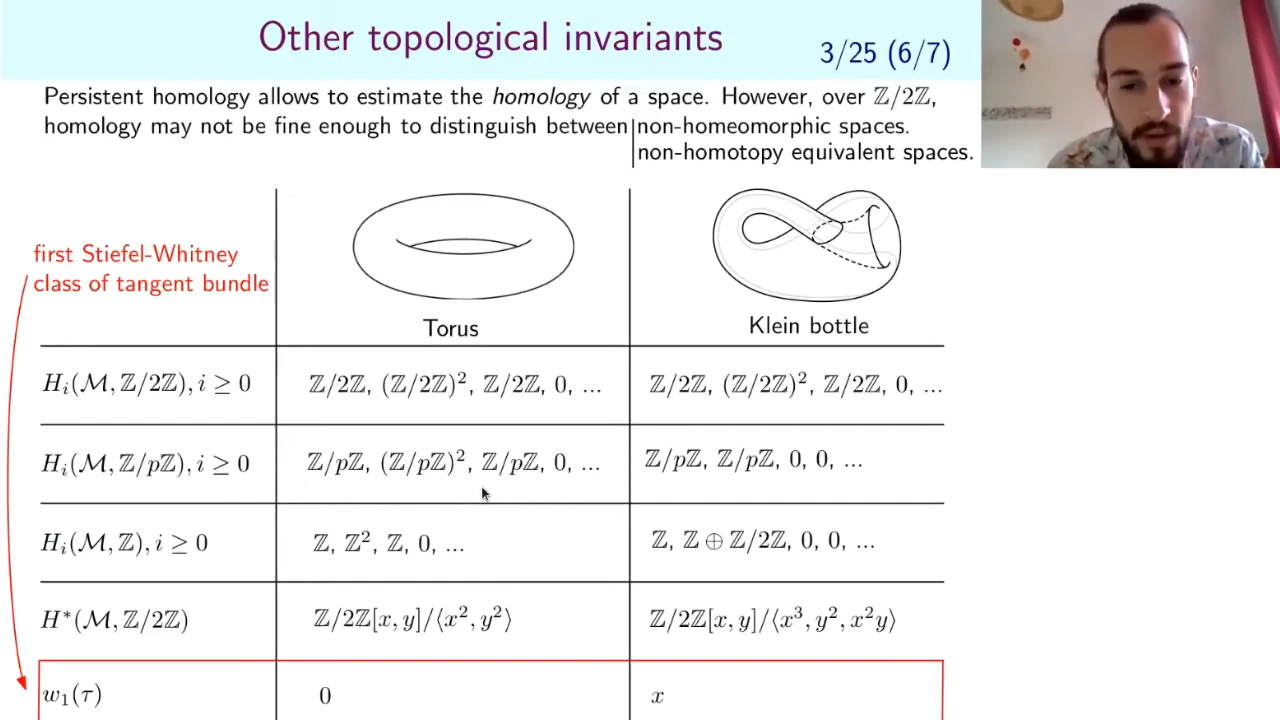 Other topological invariants
3/25 (6/7)
Persistent homology allows to estimate the homology of a space. However, over ℤ/2ℤ,
homology may not be fine enough to distinguish between non-homeomorphic spaces.
non-homotopy equivalent spaces.
first Stiefel-Whitney
class of tangent bundle
Torus
Klein bottle
H_i(ℳ, ℤ/2ℤ), i ≥ 0
ℤ/2ℤ, (ℤ/2ℤ)², ℤ/2ℤ, 0, ...
ℤ/2ℤ, (ℤ/2ℤ)², ℤ/2ℤ, 0, ...
H_i(ℳ, ℤ/pℤ), i ≥ 0
ℤ/pℤ, (ℤ/pℤ)², ℤ/pℤ, 0, ...
ℤ/pℤ, ℤ/pℤ, 0, 0, ...
H_i(ℳ, ℤ), i ≥ 0
ℤ, ℤ², ℤ, 0, ...
ℤ, ℤ ⊕ ℤ/2ℤ, 0, 0, ...
H*(ℳ, ℤ/2ℤ)
ℤ/2ℤ[x, y]/⟨x², y²⟩
ℤ/2ℤ[x, y]/⟨x³, y², x²y⟩
w₁(τ)
0
x